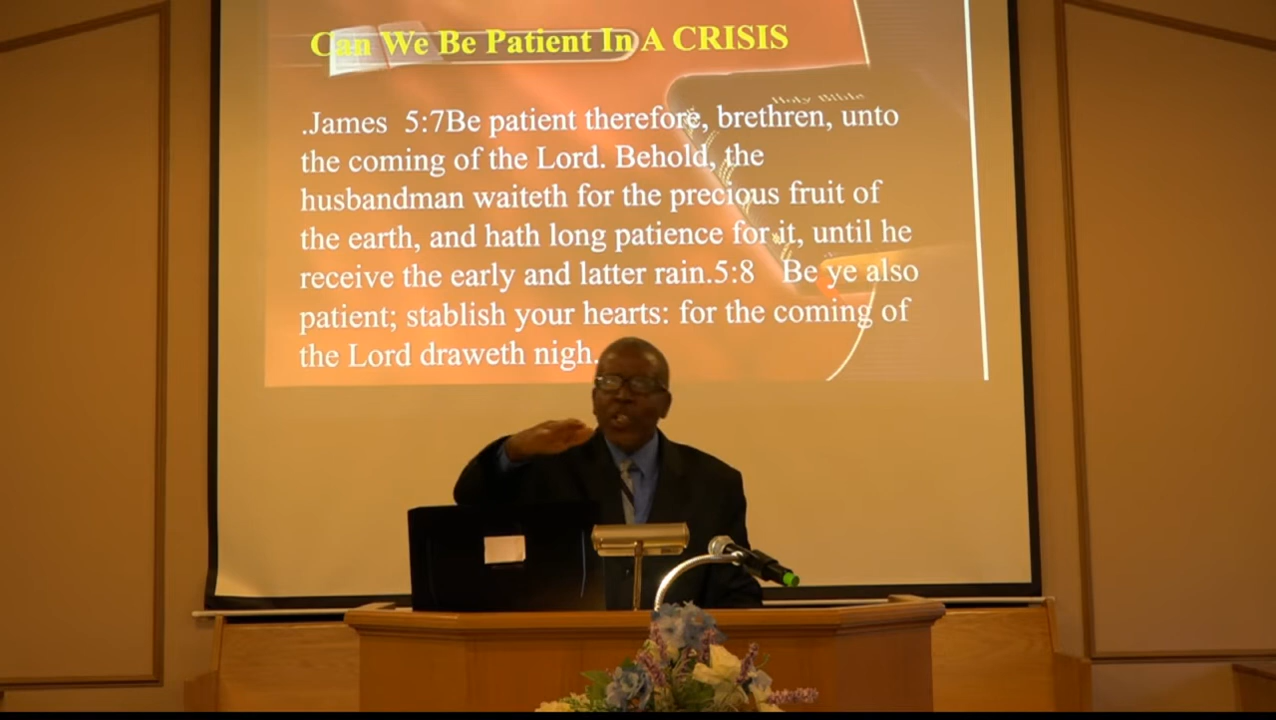 Can We Be Patient In A CRISIS
Holy Bible
.James 5:7Be patient therefore, brethren, unto
the coming of the Lord. Behold, the
husbandman waiteth for the precious fruit of
the earth, and hath long patience for it, until he
receive the early and latter rain.5:8 Be ye also
patient; stablish your hearts: for the coming of
the Lord draweth nigh.